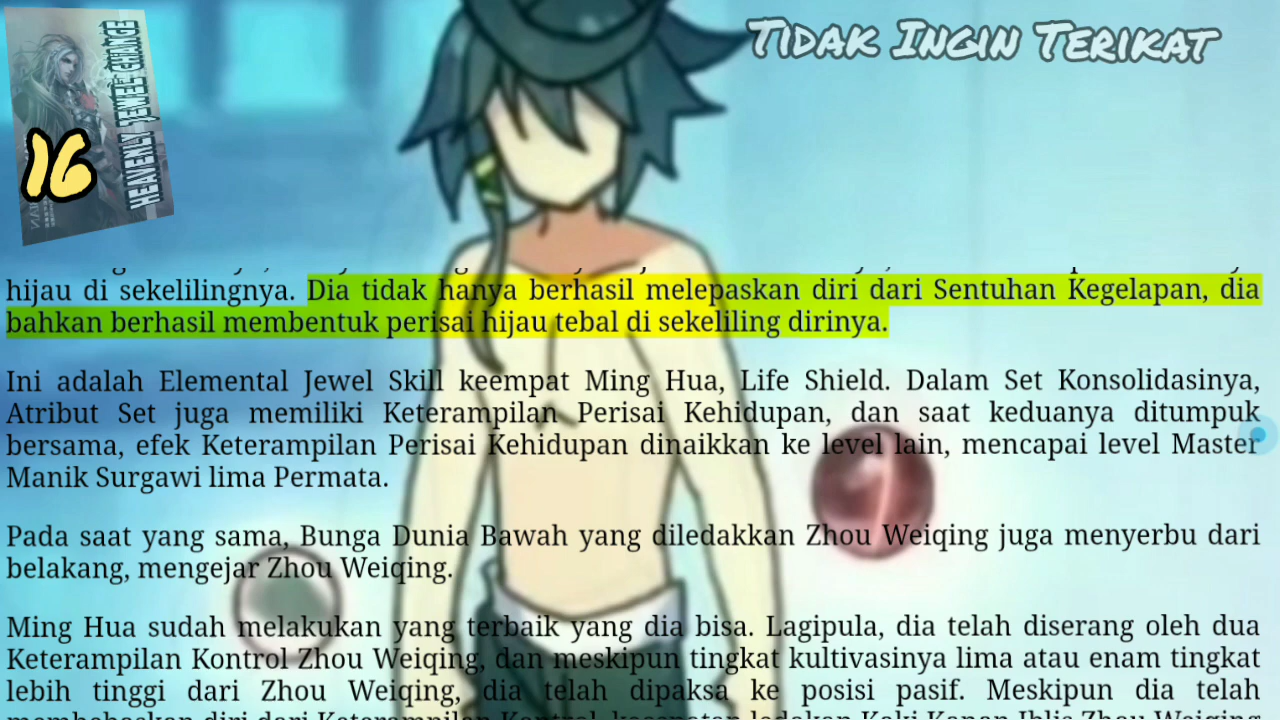 TIDAK INGIN TERIKAT
HEAVENLY JEWEL CHANGE
16
hijau di sekelilingnya. Dia tidak hanya berhasil melepaskan diri dari Sentuhan Kegelapan, dia
bahkan berhasil membentuk perisai hijau tebal di sekeliling dirinya.
Ini adalah Elemental Jewel Skill keempat Ming Hua, Life Shield. Dalam Set Konsolidasinya,
Atribut Set juga memiliki Keterampilan Perisai Kehidupan, dan saat keduanya ditumpuk
bersama, efek Keterampilan Perisai Kehidupan dinaikkan ke level lain, mencapai level Master
Manik Surgawi lima Permata.
Pada saat yang sama, Bunga Dunia Bawah yang diledakkan Zhou Weiqing juga menyerbu dari
belakang, mengejar Zhou Weiqing.
Ming Hua sudah melakukan yang terbaik yang dia bisa. Lagipula, dia telah diserang oleh dua
Keterampilan Kontrol Zhou Weiqing, dan meskipun tingkat kultivasinya lima atau enam tingkat
lebih tinggi dari Zhou Weiqing, dia telah dipaksa ke posisi pasif. Meskipun dia telah